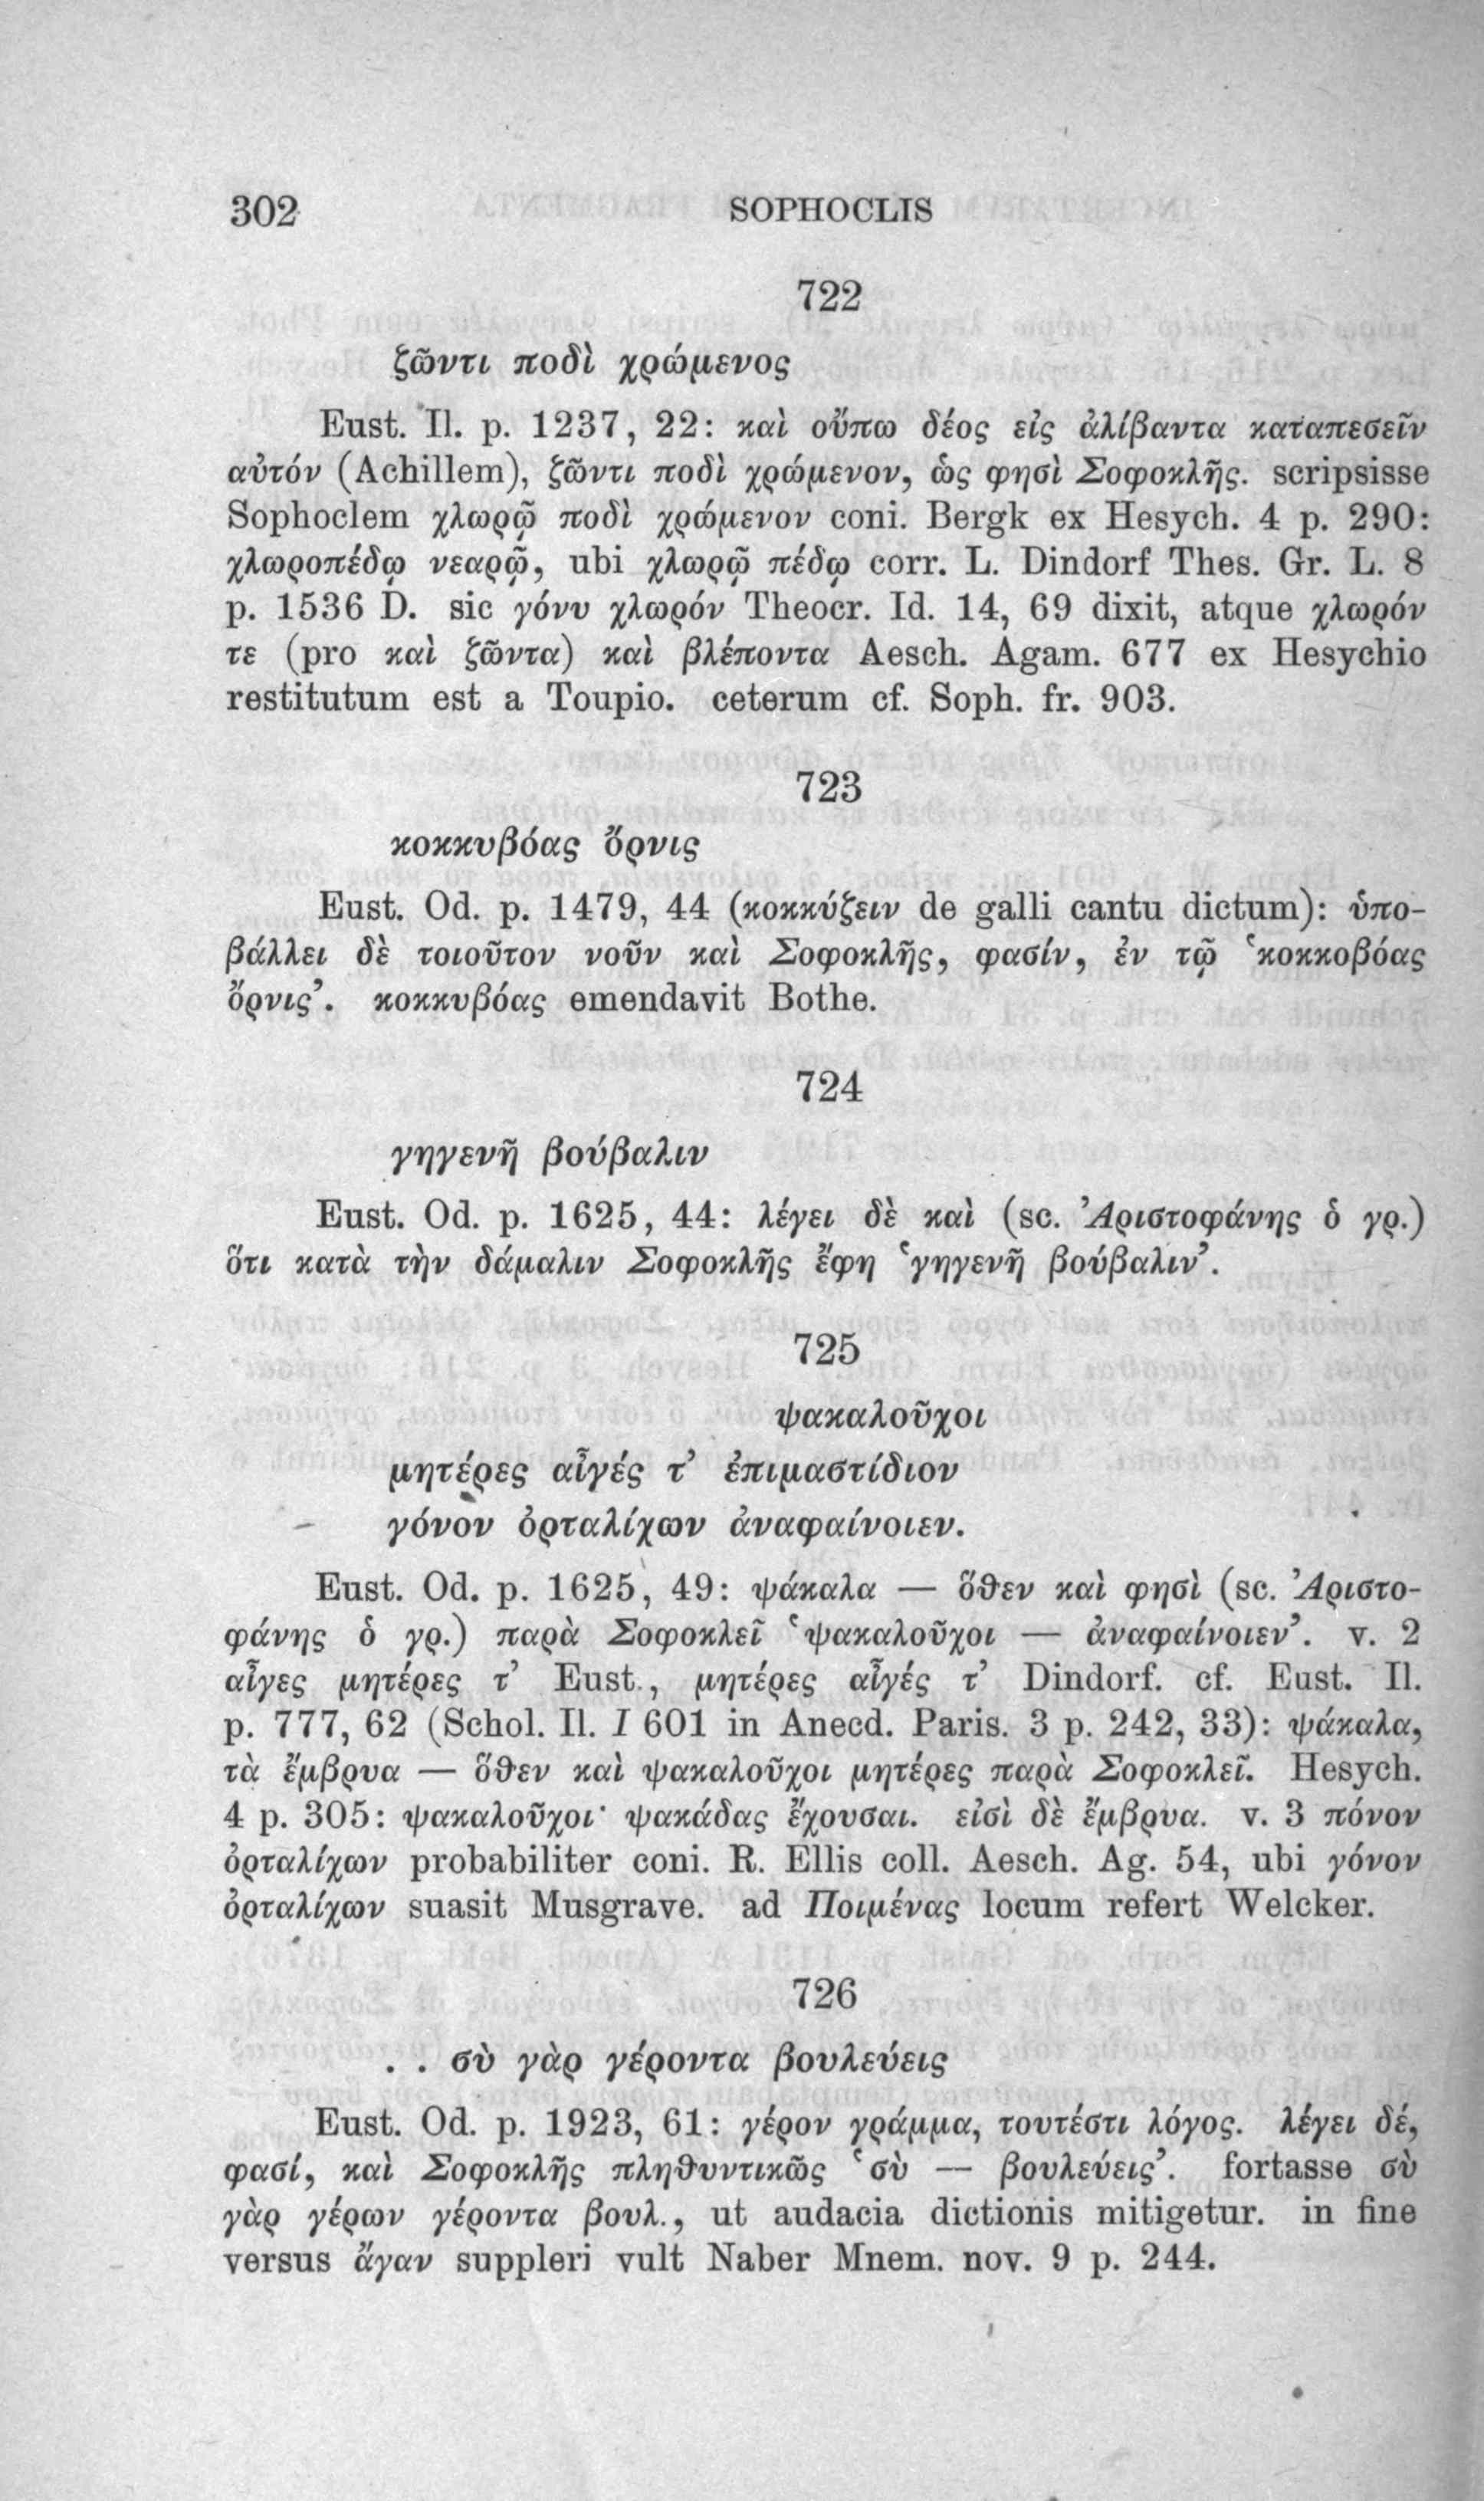 302
SOPHOCLIS
722
ζῶντι ποδὶ χρώμενος
Eust. Il. p. 1237, 22: καὶ οὔπω δέος εἰς ἀλίβαντα καταπεσεῖν
αὐτόν (Achillem), ζῶντι ποδὶ χρώμενον, ὥς φησὶ Σοφοκλῆς. scripsisse
Sophoclem χλωρῷ ποδὶ χρώμενον coni. Bergk ex Hesych. 4 p. 290:
χλωροπέδῳ νεαρῷ, ubi χλωρῷ πέδῳ corr. L. Dindorf Thes. Gr. L. 8
p. 1536 D. sic γόνυ χλωρόν Theocr. Id. 14, 69 dixit, atque χλωρόν
τε (pro καὶ ζῶντα) καὶ βλέποντα Aesch. Agam. 677 ex Hesychio
restitutum est a Toupio. ceterum cf. Soph. fr. 903.
723
κοκκυβόας ὄρνις
Eust. Od. p. 1479, 44 (κοκκύζειν de galli cantu dictum): ὑπο-
βάλλει δὲ τοιοῦτον νοῦν καὶ Σοφοκλῆς, φασίν, ἐν τῷ ‛κοκκοβόας
ὄρνις’. κοκκυβόας emendavit Bothe.
724
γηγενῆ βούβαλιν
Eust. Od. p. 1625, 44: λέγει δὲ καὶ (sc. Ἀριστοφάνης ὁ γρ.)
ὅτι κατὰ τὴν δάμαλιν Σοφοκλῆς ἔφη ‛γηγενῆ βούβαλιν’.
725
ψακαλοῦχοι
μητέρες αἶγές τ’ ἐπιμαστίδιον
γόνον ὀρταλίχων ἀναφαίνοιεν.
Eust. Od. p. 1625, 49: ψάκαλα — ὅθεν καὶ φησὶ (sc. Ἀριστο-
φάνης ὁ γρ.) παρὰ Σοφοκλεῖ ‛ψακαλοῦχοι — ἀναφαίνοιεν’. v. 2
αἶγες μητέρες τ’ Eust., μητέρες αἶγές τ’ Dindorf. cf. Eust. Il.
p. 777, 62 (Schol. Il. I 601 in Anecd. Paris. 3 p. 242, 33): ψάκαλα,
τὰ ἔμβρυα — ὅθεν καὶ ψακαλοῦχοι μητέρες παρὰ Σοφοκλεῖ. Hesych.
4 p. 305: ψακαλοῦχοι· ψακάδας ἔχουσαι. εἰσὶ δὲ ἔμβρυα. v. 3 πόνον
ὀρταλίχων probabiliter coni. R. Ellis coll. Aesch. Ag. 54, ubi γόνον
ὀρταλίχων suasit Musgrave. ad Ποιμένας locum refert Welcker.
726
. . σὺ γὰρ γέροντα βουλεύεις
Eust. Od. p. 1923, 61: γέρον γράμμα, τουτέστι λόγος. λέγει δέ,
φασί, καὶ Σοφοκλῆς πληθυντικῶς ‛σὺ — βουλεύεις’. fortasse σὺ
γὰρ γέρων γέροντα βουλ., ut audacia dictionis mitigetur. in fine
versus ἄγαν suppleri vult Naber Mnem. nov. 9 p. 244.